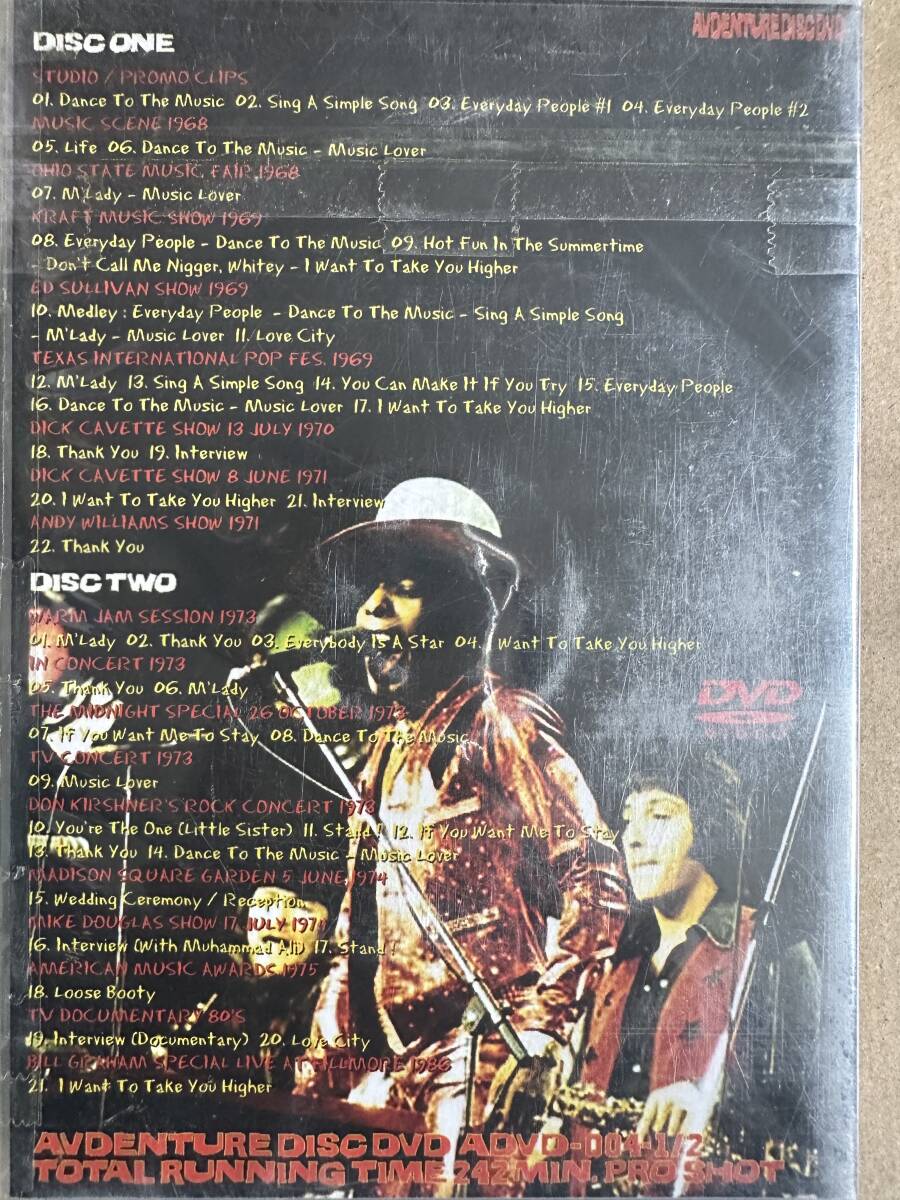 AVDENTURE DISC DVD
DISC ONE
STUDIO / PROMO CLIPS
01. Dance To The Music 02. Sing A Simple Song 03. Everyday People #1 04. Everyday People #2
MUSIC SCENE 1968
05. Life 06. Dance To The Music - Music Lover
OHIO STATE MUSIC FAIR 1968
07. M'Lady - Music Lover
KRAFT MUSIC SHOW 1969
08. Everyday People - Dance To The Music 09. Hot Fun In The Summertime
- Don't Call Me Nigger, Whitey - I Want To Take You Higher
ED SULLIVAN SHOW 1969
10. Medley : Everyday People - Dance To The Music - Sing A Simple Song
- M'Lady - Music Lover 11. Love City
TEXAS INTERNATIONAL POP FES. 1969
12. M'Lady 13. Sing A Simple Song 14. You Can Make It If You Try 15. Everyday People
16. Dance To The Music - Music Lover 17. I Want To Take You Higher
DICK CAVETTE SHOW 13 JULY 1970
18. Thank You 19. Interview
DICK CAVETTE SHOW 8 JUNE 1971
20. I Want To Take You Higher 21. Interview
ANDY WILLIAMS SHOW 1971
22. Thank You
DISC TWO
WARM JAM SESSION 1973
01. M'Lady 02. Thank You 03. Everybody Is A Star 04. I Want To Take You Higher
IN CONCERT 1973
05. Thank You 06. M'Lady
THE MIDNIGHT SPECIAL 26 OCTOBER 1973
07. If You Want Me To Stay 08. Dance To The Music
DVD
TV CONCERT 1973
09. Music Lover
DON KIRSHNER'S ROCK CONCERT 1973
10. You're The One (Little Sister) 11. Stand! 12. If You Want Me To Stay
13. Thank You 14. Dance To The Music - Music Lover
MADISON SQUARE GARDEN 5 JUNE, 1974
15. Wedding Ceremony / Reception
MIKE DOUGLAS SHOW 17 JULY 1974
16. Interview (With Muhammad Ali) 17. Stand!
AMERICAN MUSIC AWARDS 1975
18. Loose Booty
TV DOCUMENTARY 80'S
19. Interview (Documentary) 20. Love City
BILL GRAHAM SPECIAL LIVE AT FILLMORE 1986
21. I Want To Take You Higher
AVDENTURE DISC DVD ADVD-004-1/2
TOTAL RUNNING TIME 242 MIN. PRO SHOT